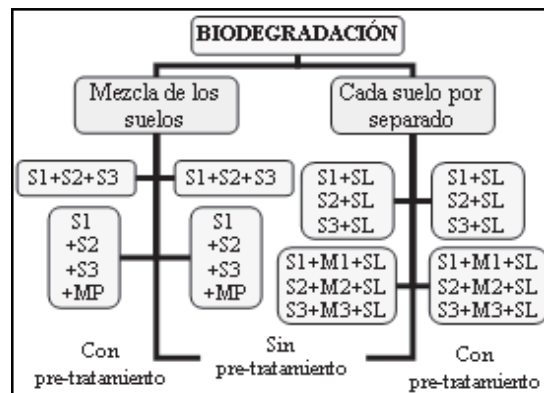 BIODEGRADACIÓN
Mezcla de los
suelos
Cada suelo por
separado
S1+S2+S3
S1+S2+S3
S1
+S2
+S3
+MP
S1
+S2
+S3
+MP
S1+SL
S2+SL
S3+SL
S1+SL
S2+SL
S3+SL
S1+M1+SL
S2+M2+SL
S3+M3+SL
S1+M1+SL
S2+M2+SL
S3+M3+SL
Con
pre-tratamiento
Sin
pre-tratamiento
Con
pre-tratamiento